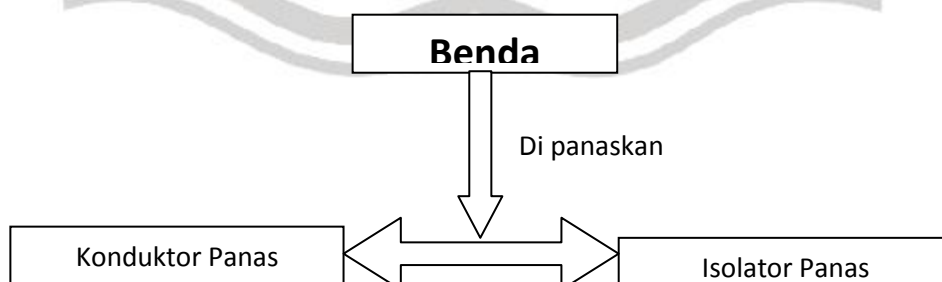 Benda
Di panaskan
Konduktor Panas
Isolator Panas